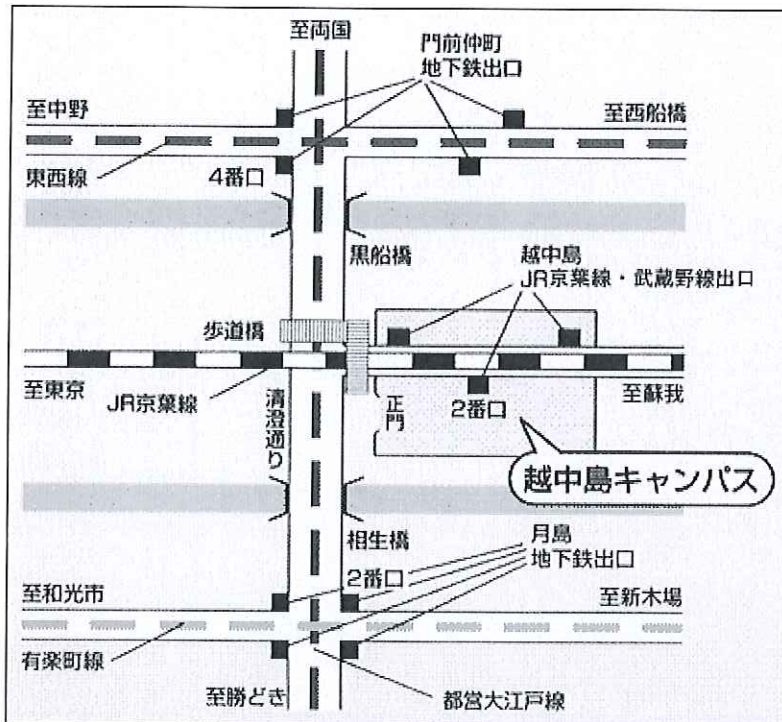 至両国
門前仲町
地下鉄出口
至中野
至西船橋
東西線
4番口
黒船橋
越中島
JR京葉線・武蔵野線出口
歩道橋
至東京
JR京葉線
清澄通り
正門
2番口
至蘇我
越中島キャンパス
相生橋
月島
地下鉄出口
2番口
至和光市
至新木場
有楽町線
至勝どき
都営大江戸線